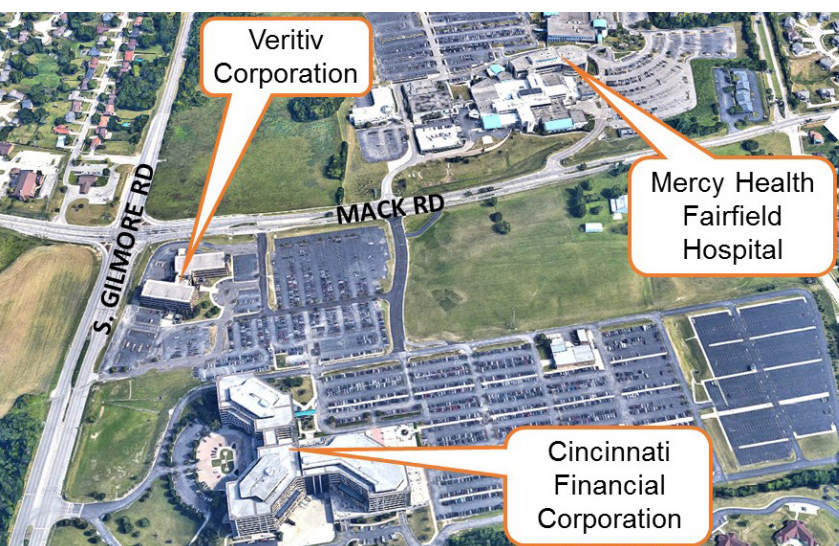 Veritiv
Corporation
Mercy Health
Fairfield
Hospital
MACK RD
S. GILMORE RD
Cincinnati
Financial
Corporation